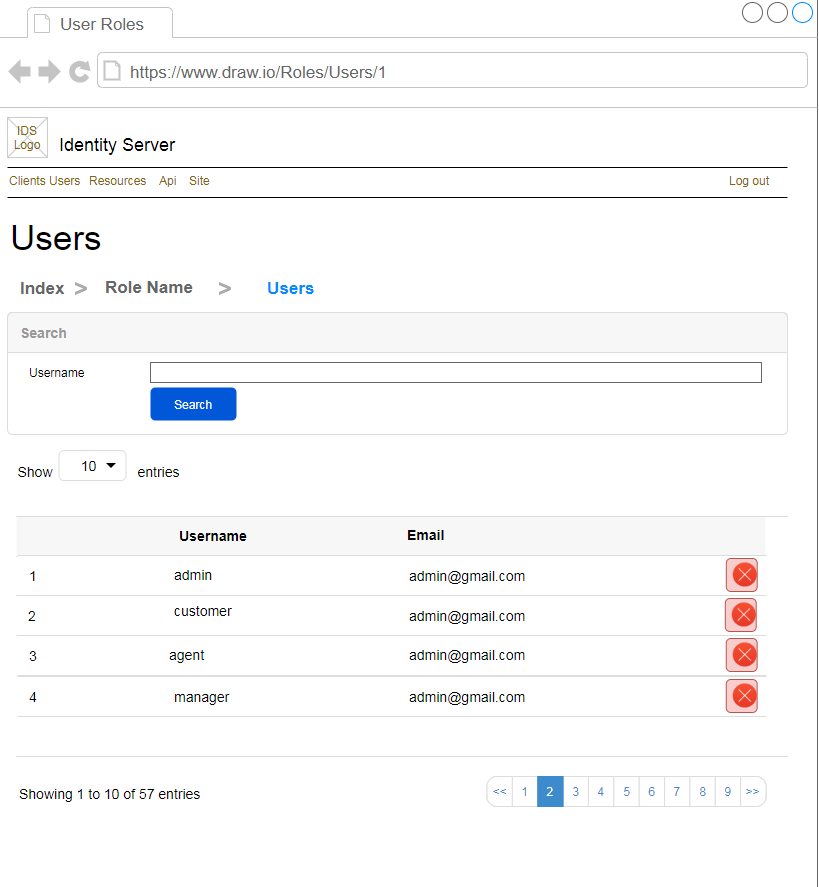 User Roles
https://www.draw.io/Roles/Users/1
IDS
Logo
Identity Server
Clients Users Resources Api Site Log out
Users
Index > Role Name > Users
Search
Username
Search
Show 10 entries
Username Email
1 admin admin@gmail.com
2 customer admin@gmail.com
3 agent admin@gmail.com
4 manager admin@gmail.com
Showing 1 to 10 of 57 entries << 1 2 3 4 5 6 7 8 9 >>